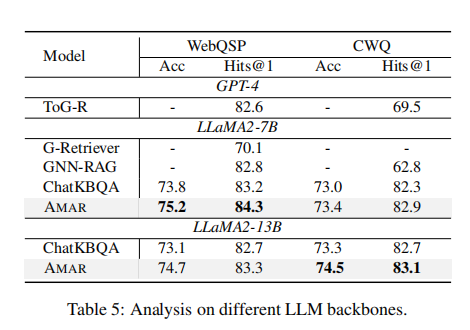 Model WebQSP CWQ
Acc Hits@1 Acc Hits@1
GPT-4
ToG-R - 82.6 - 69.5
LLaMA2-7B
G-Retriever - 70.1 - -
GNN-RAG - 82.8 - 62.8
ChatKBQA 73.8 83.2 73.0 82.3
AMAR 75.2 84.3 73.4 82.9
LLaMA2-13B
ChatKBQA 73.1 82.7 73.3 82.7
AMAR 74.7 83.3 74.5 83.1
Table 5: Analysis on different LLM backbones.